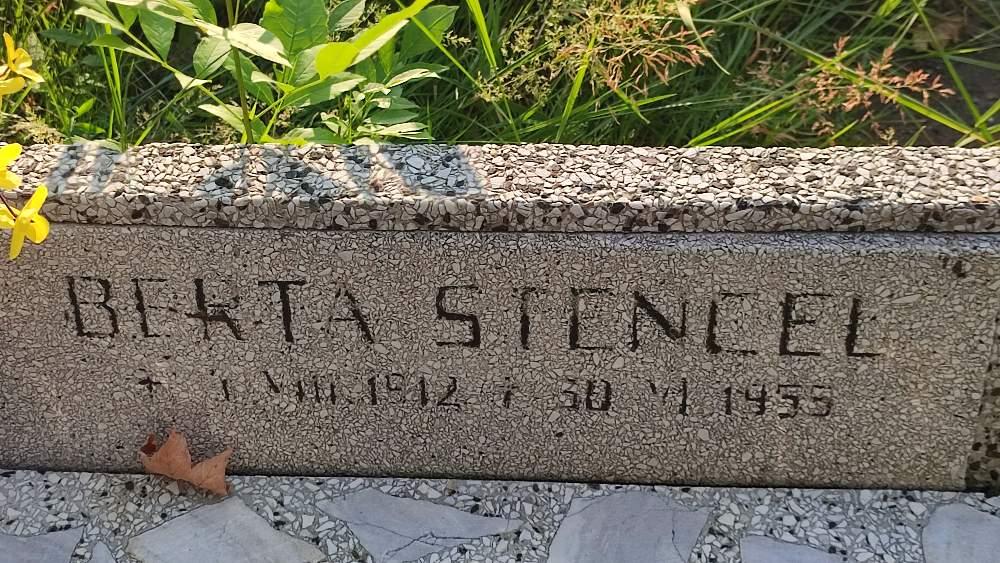 BERTA STENCEL
* 1 VIII. 1912 † 30 VI 1955